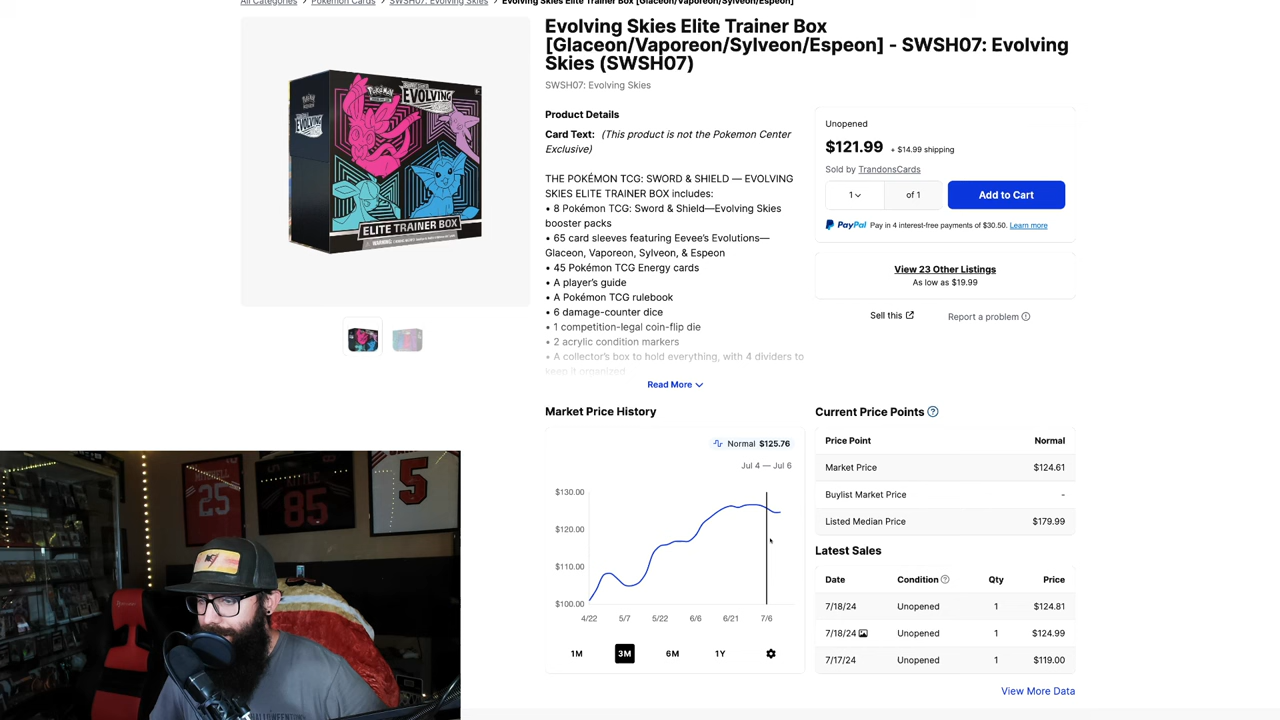 All Categories > Pokemon Cards > SWSH07: Evolving Skies > Evolving Skies Elite Trainer Box [Glaceon/Vaporeon/Sylveon/Espeon]
Evolving Skies Elite Trainer Box
[Glaceon/Vaporeon/Sylveon/Espeon] - SWSH07: Evolving
Skies (SWSH07)
SWSH07: Evolving Skies
Pokémon
EVOLVING
EVOLVING
ELITE TRAINER BOX
Product Details
Card Text: (This product is not the Pokemon Center
Exclusive)
THE POKÉMON TCG: SWORD & SHIELD — EVOLVING
SKIES ELITE TRAINER BOX includes:
• 8 Pokémon TCG: Sword & Shield—Evolving Skies
booster packs
• 65 card sleeves featuring Eevee's Evolutions—
Glaceon, Vaporeon, Sylveon, & Espeon
• 45 Pokémon TCG Energy cards
• A player's guide
• A Pokémon TCG rulebook
• 6 damage-counter dice
• 1 competition-legal coin-flip die
• 2 acrylic condition markers
• A collector's box to hold everything, with 4 dividers to
keep it organized
Read More
Unopened
$121.99 + $14.99 shipping
Sold by TrandonsCards
1 of 1 Add to Cart
PayPal Pay in 4 interest-free payments of $30.50. Learn more
View 23 Other Listings
As low as $19.99
Sell this Report a problem
Market Price History
Normal $125.76
Jul 4 — Jul 6
$130.00
$120.00
$110.00
$100.00
4/22 5/7 5/22 6/6 6/21 7/6
1M 3M 6M 1Y
Current Price Points ?
Price Point Normal
Market Price $124.61
Buylist Market Price -
Listed Median Price $179.99
Latest Sales
Date Condition Qty Price
7/18/24 Unopened 1 $124.81
7/18/24 Unopened 1 $124.99
7/17/24 Unopened 1 $119.00
View More Data
25
85
5